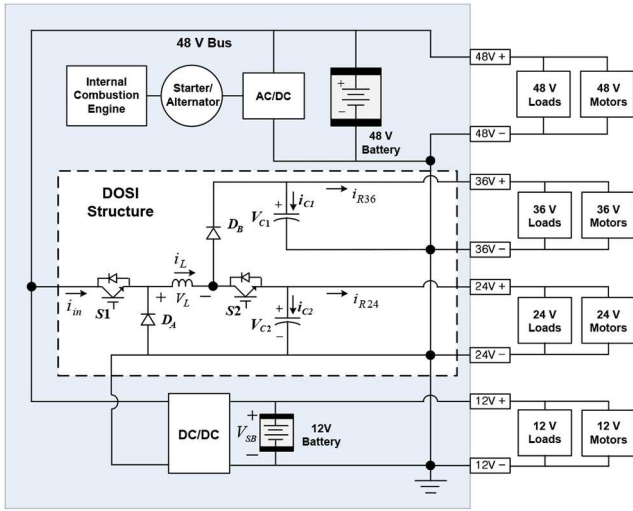 48 V Bus
Internal
Combustion
Engine
Starter/
Alternator
AC/DC
+
−
48 V
Battery
48V +
48V −
48 V
Loads
48 V
Motors
DOSI
Structure
D_B
+
V_C1
i_C1
i_R36
36V +
36V −
36 V
Loads
36 V
Motors
i_in
S1
D_A
i_L
+
V_L
−
S2
+
V_C2
−
i_C2
i_R24
24V +
24V −
24 V
Loads
24 V
Motors
DC/DC
+
V_SB
−
12V
Battery
12V +
12V −
12 V
Loads
12 V
Motors